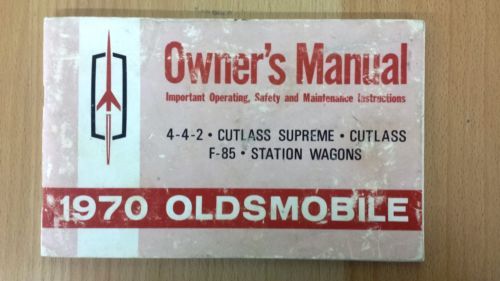 Owner's Manual
Important Operating, Safety and Maintenance Instructions
4-4-2 • CUTLASS SUPREME • CUTLASS
F-85 • STATION WAGONS
1970 OLDSMOBILE